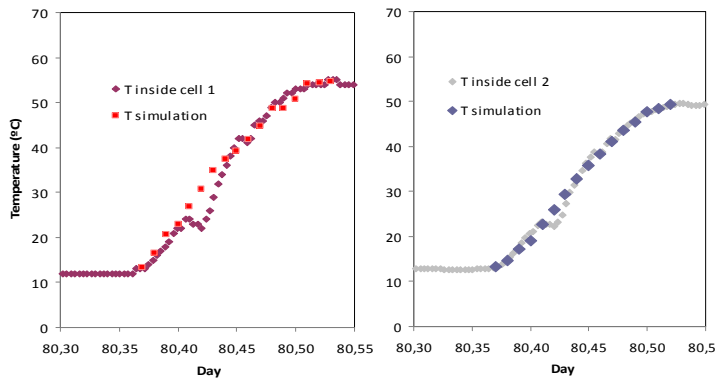 70
60
50
40
30
20
10
0
Temperature (ºC)
T inside cell 1
T simulation
80,30 80,35 80,40 80,45 80,50 80,55
Day
70
60
50
40
30
20
10
0
T inside cell 2
T simulation
80,30 80,35 80,40 80,45 80,50 80,5
Day